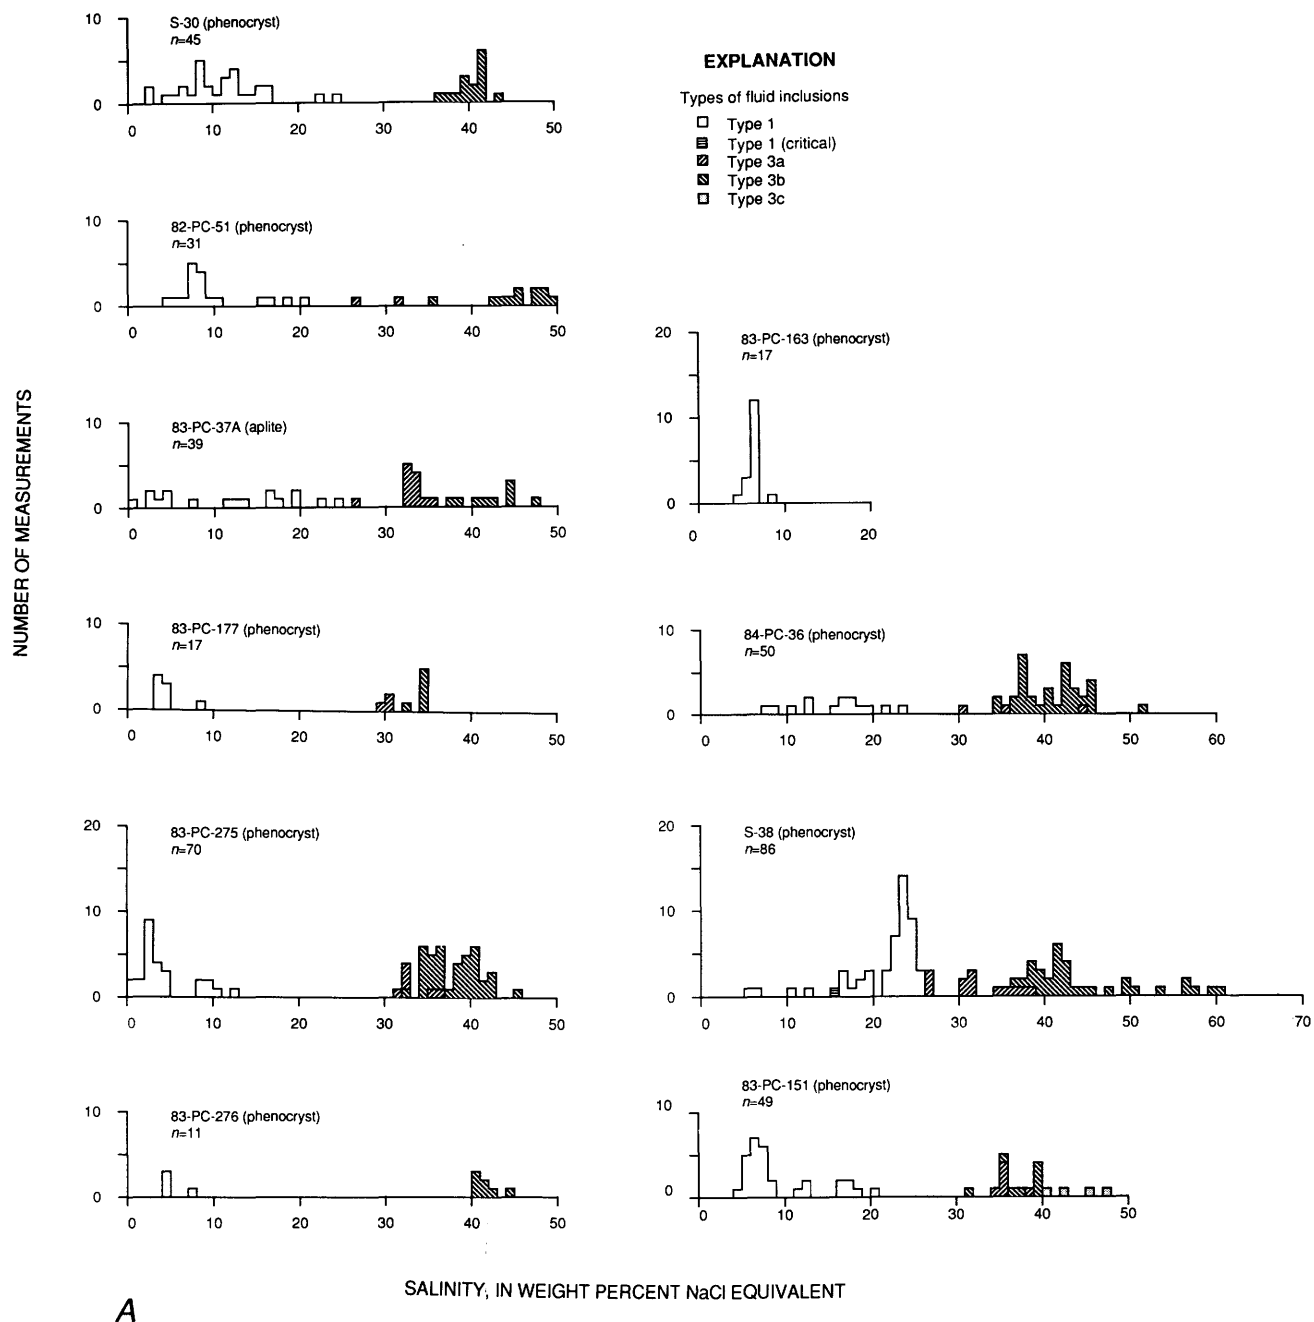 10
S-30 (phenocryst)
n=45
0
0 10 20 30 40 50
EXPLANATION
Types of fluid inclusions
Type 1
Type 1 (critical)
Type 3a
Type 3b
Type 3c
10
82-PC-51 (phenocryst)
n=31
0
0 10 20 30 40 50
20
83-PC-163 (phenocryst)
n=17
10
0
0 10 20
10
83-PC-37A (aplite)
n=39
0
0 10 20 30 40 50
NUMBER OF MEASUREMENTS
10
83-PC-177 (phenocryst)
n=17
0
0 10 20 30 40 50
10
84-PC-36 (phenocryst)
n=50
0
0 10 20 30 40 50 60
20
83-PC-275 (phenocryst)
n=70
10
0
0 10 20 30 40 50
20
S-38 (phenocryst)
n=86
10
0
0 10 20 30 40 50 60 70
10
83-PC-276 (phenocryst)
n=11
0
0 10 20 30 40 50
10
83-PC-151 (phenocryst)
n=49
0
0 10 20 30 40 50
SALINITY, IN WEIGHT PERCENT NaCl EQUIVALENT
A